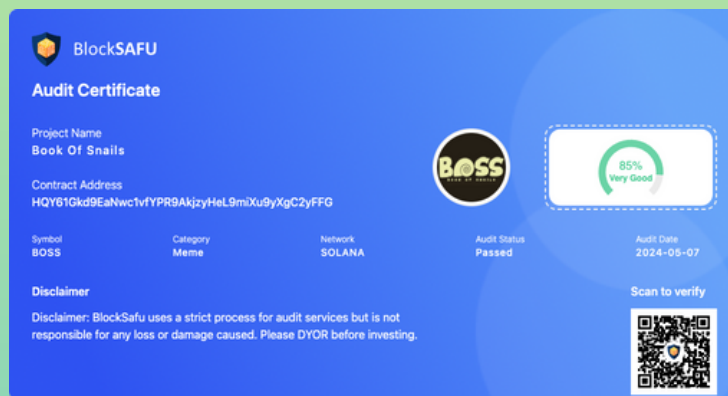 BlockSAFU
Audit Certificate
Project Name
Book Of Snails
Contract Address
HQY61Gkd9EaNwc1vfYPR9AkjzyHeL9miXu9yXgC2yFFG
BOSS
BOOK OF SNAILS
85%
Very Good
Symbol
BOSS
Category
Meme
Network
SOLANA
Audit Status
Passed
Audit Date
2024-05-07
Disclaimer
Disclaimer: BlockSafu uses a strict process for audit services but is not
responsible for any loss or damage caused. Please DYOR before investing.
Scan to verify